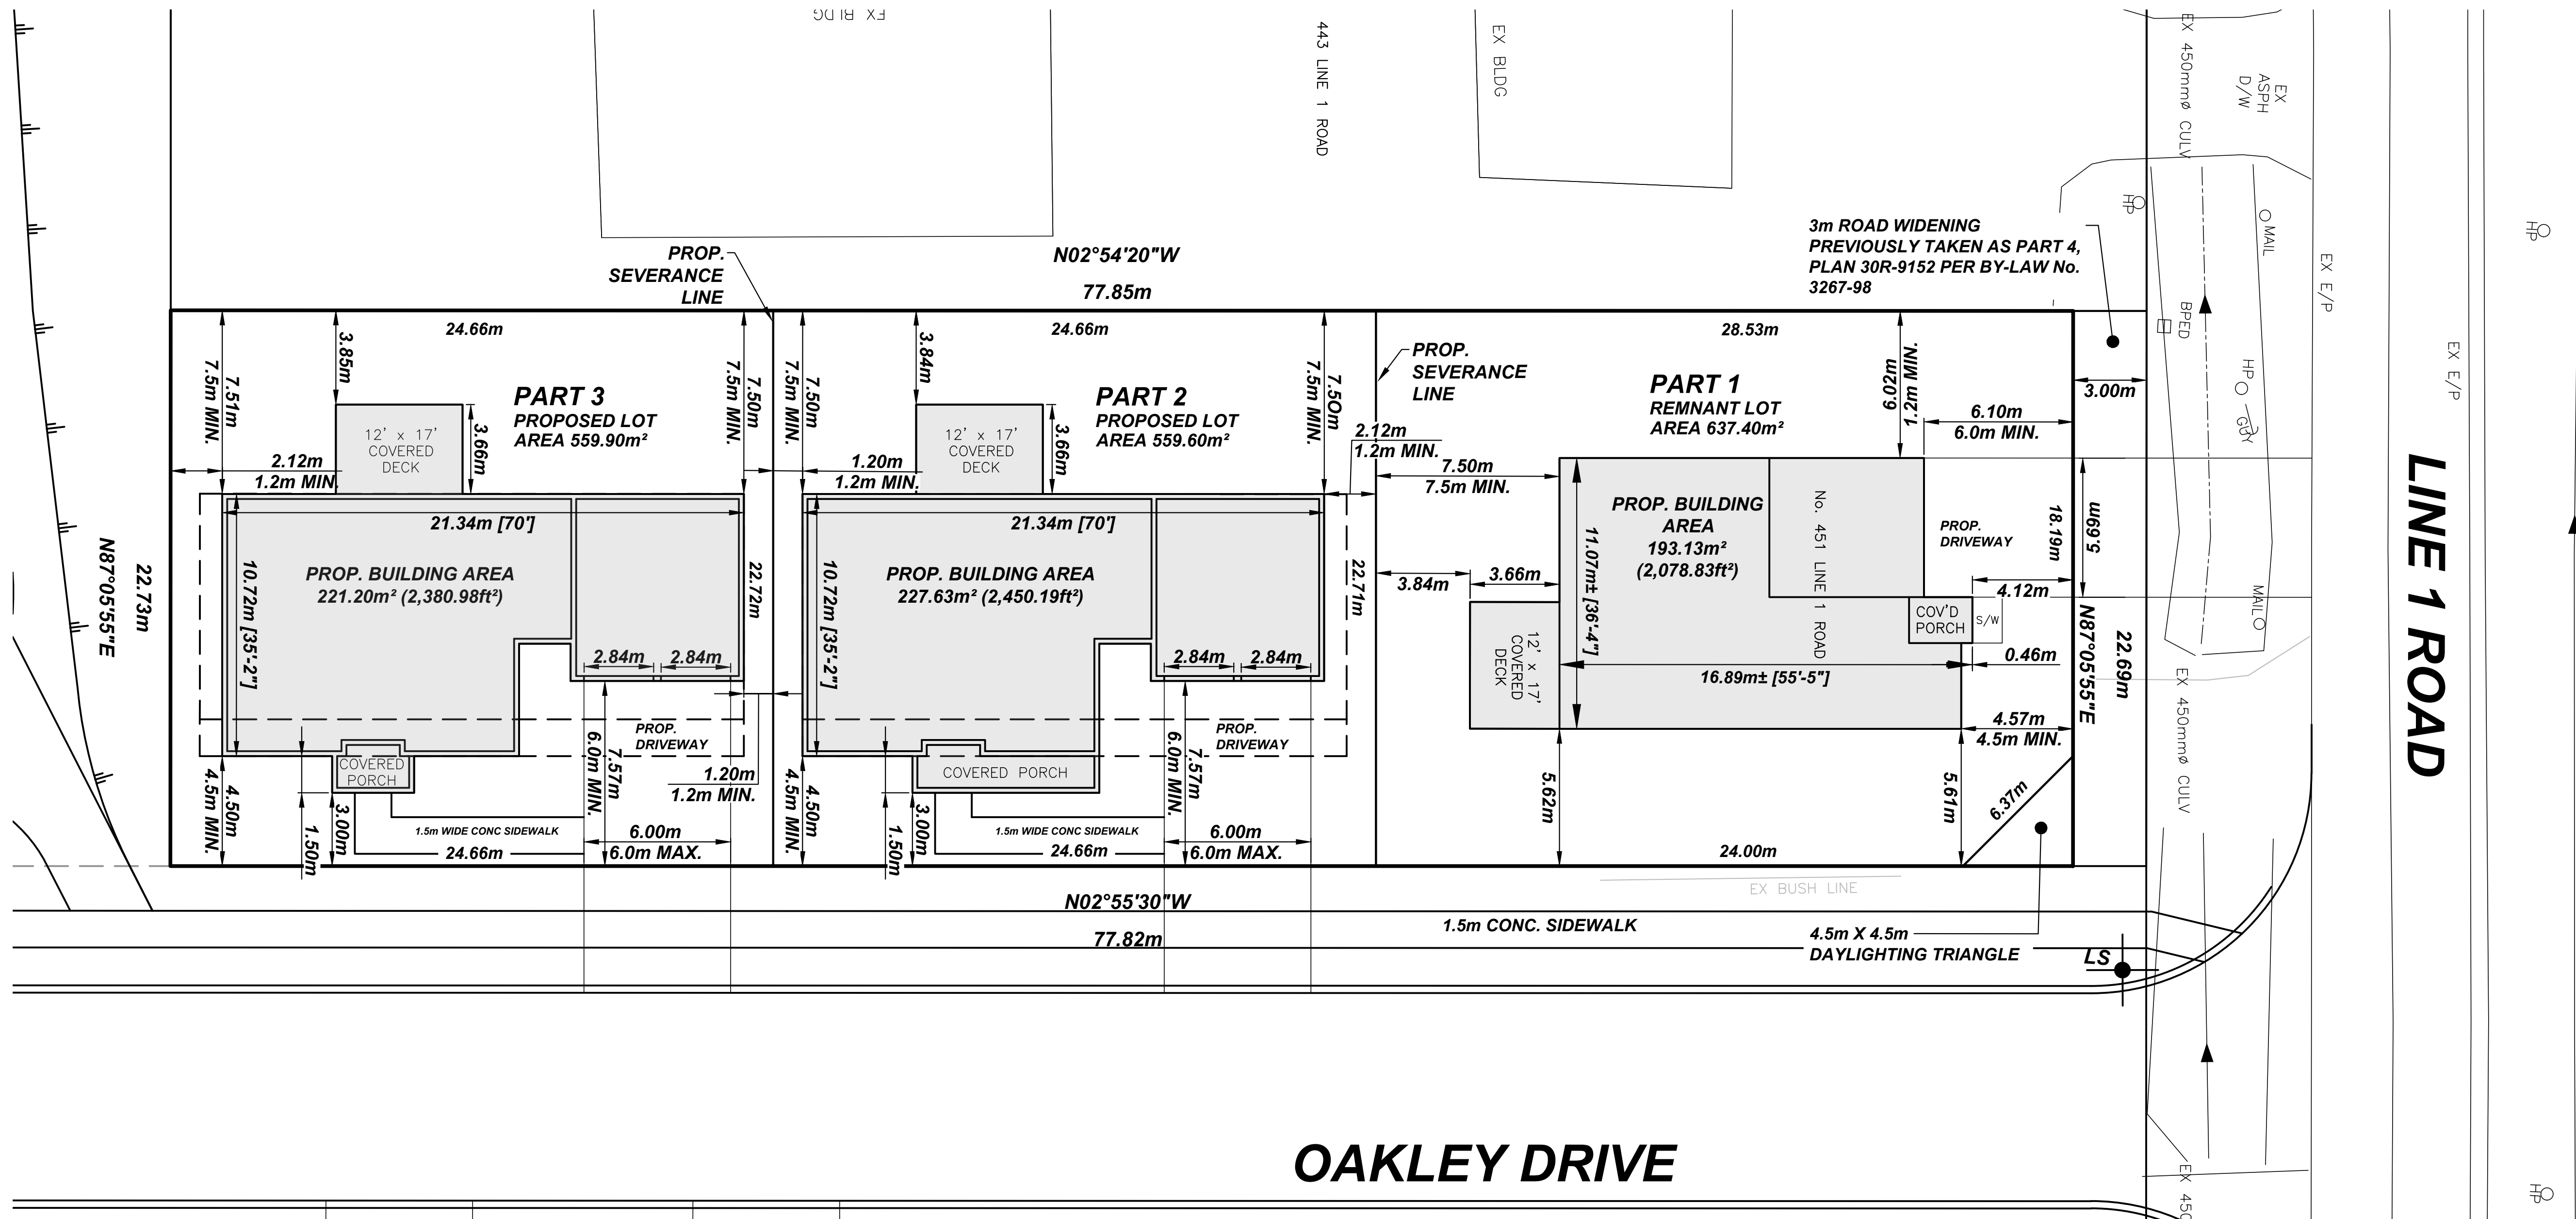 EX BLDG
443 LINE 1 ROAD
EX BLDG
EX 450mmø CULV
EX
ASPH
D/W
HP
MAIL
HP
EX E/P
EX E/P
BPED
HP
GUY
MAIL
EX 450mmø CULV
HP
LINE 1 ROAD
PROP.
SEVERANCE
LINE
N02°54'20"W
77.85m
3m ROAD WIDENING
PREVIOUSLY TAKEN AS PART 4,
PLAN 30R-9152 PER BY-LAW No.
3267-98
3.00m
24.66m
3.85m
7.5m MIN.
7.51m
PART 3
PROPOSED LOT
AREA 559.90m²
12' x 17'
COVERED
DECK
3.66m
2.12m
1.2m MIN.
7.5m MIN.
7.50m
21.34m [70']
10.72m [35'-2"]
PROP. BUILDING AREA
221.20m² (2,380.98ft²)
22.72m
2.84m
2.84m
N87°05'55"E
22.73m
COVERED
PORCH
PROP.
DRIVEWAY
6.0m MIN.
7.57m
1.20m
1.2m MIN.
4.5m MIN.
4.50m
1.50m
3.00m
1.5m WIDE CONC SIDEWALK
24.66m
6.00m
6.0m MAX.
24.66m
7.5m MIN.
7.50m
3.84m
PART 2
PROPOSED LOT
AREA 559.60m²
12' x 17'
COVERED
DECK
3.66m
1.20m
1.2m MIN.
7.5m MIN.
7.50m
2.12m
1.2m MIN.
21.34m [70']
10.72m [35'-2"]
PROP. BUILDING AREA
227.63m² (2,450.19ft²)
22.71m
2.84m
2.84m
COVERED PORCH
PROP.
DRIVEWAY
6.0m MIN.
7.57m
4.5m MIN.
4.50m
1.50m
3.00m
1.5m WIDE CONC SIDEWALK
24.66m
6.00m
6.0m MAX.
PROP.
SEVERANCE
LINE
28.53m
PART 1
REMNANT LOT
AREA 637.40m²
6.02m
1.2m MIN.
6.10m
6.0m MIN.
7.50m
7.5m MIN.
PROP. BUILDING
AREA
193.13m²
(2,078.83ft²)
No. 451 LINE 1 ROAD
11.07m± [36'-4"]
PROP.
DRIVEWAY
18.19m
5.69m
3.84m
3.66m
12' x 17'
COVERED
DECK
4.12m
COV'D
PORCH
S/W
0.46m
16.89m± [55'-5"]
N87°05'55"E
22.69m
4.57m
4.5m MIN.
5.62m
5.61m
6.37m
24.00m
EX BUSH LINE
N02°55'30"W
77.82m
1.5m CONC. SIDEWALK
4.5m X 4.5m
DAYLIGHTING TRIANGLE
LS
OAKLEY DRIVE
EX 450